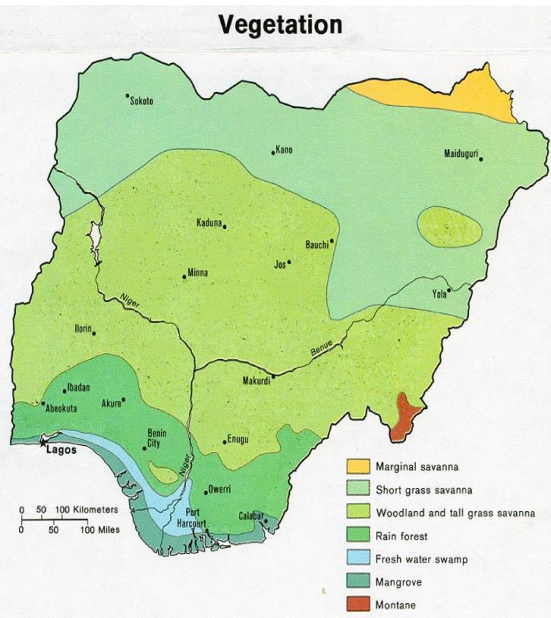 Vegetation
Sokoto
Kano
Maiduguri
Kaduna
Bauchi
Jos
Minna
Yola
Niger
Ilorin
Benue
Makurdi
Ibadan
Abeokuta
Akure
Benin
City
Enugu
Lagos
Niger
Owerri
Port
Harcourt
Calabar
0 50 100 Kilometers
0 50 100 Miles
Marginal savanna
Short grass savanna
Woodland and tall grass savanna
Rain forest
Fresh water swamp
Mangrove
Montane